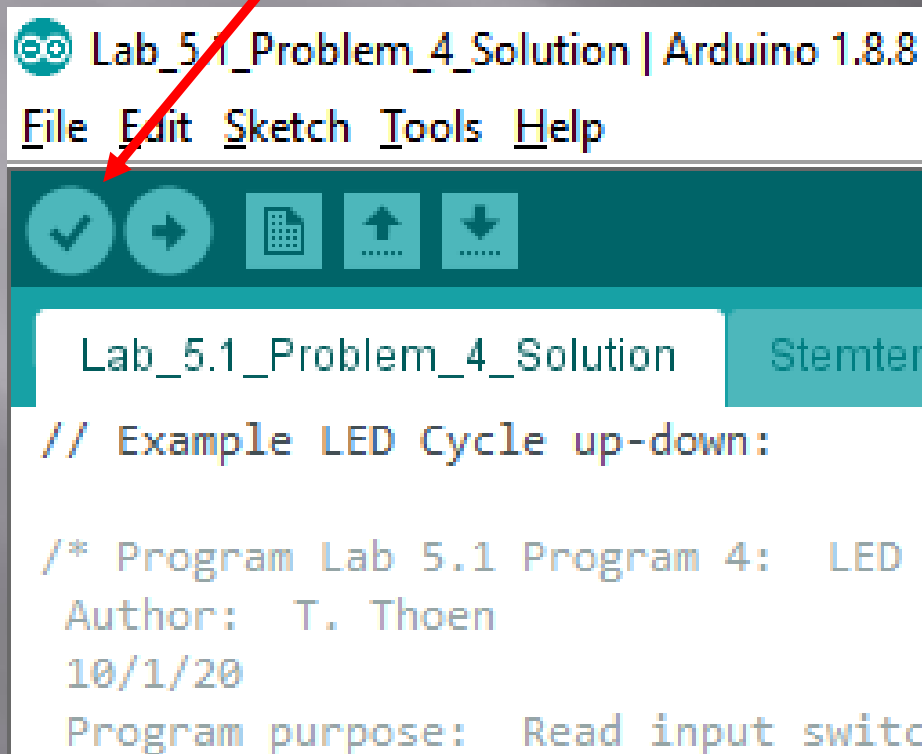 Lab_5.1_Problem_4_Solution | Arduino 1.8.8
File Edit Sketch Tools Help
Lab_5.1_Problem_4_Solution
// Example LED Cycle up-down:
/* Program Lab 5.1 Program 4: LED
Author: T. Thoen
10/1/20
Program purpose: Read input